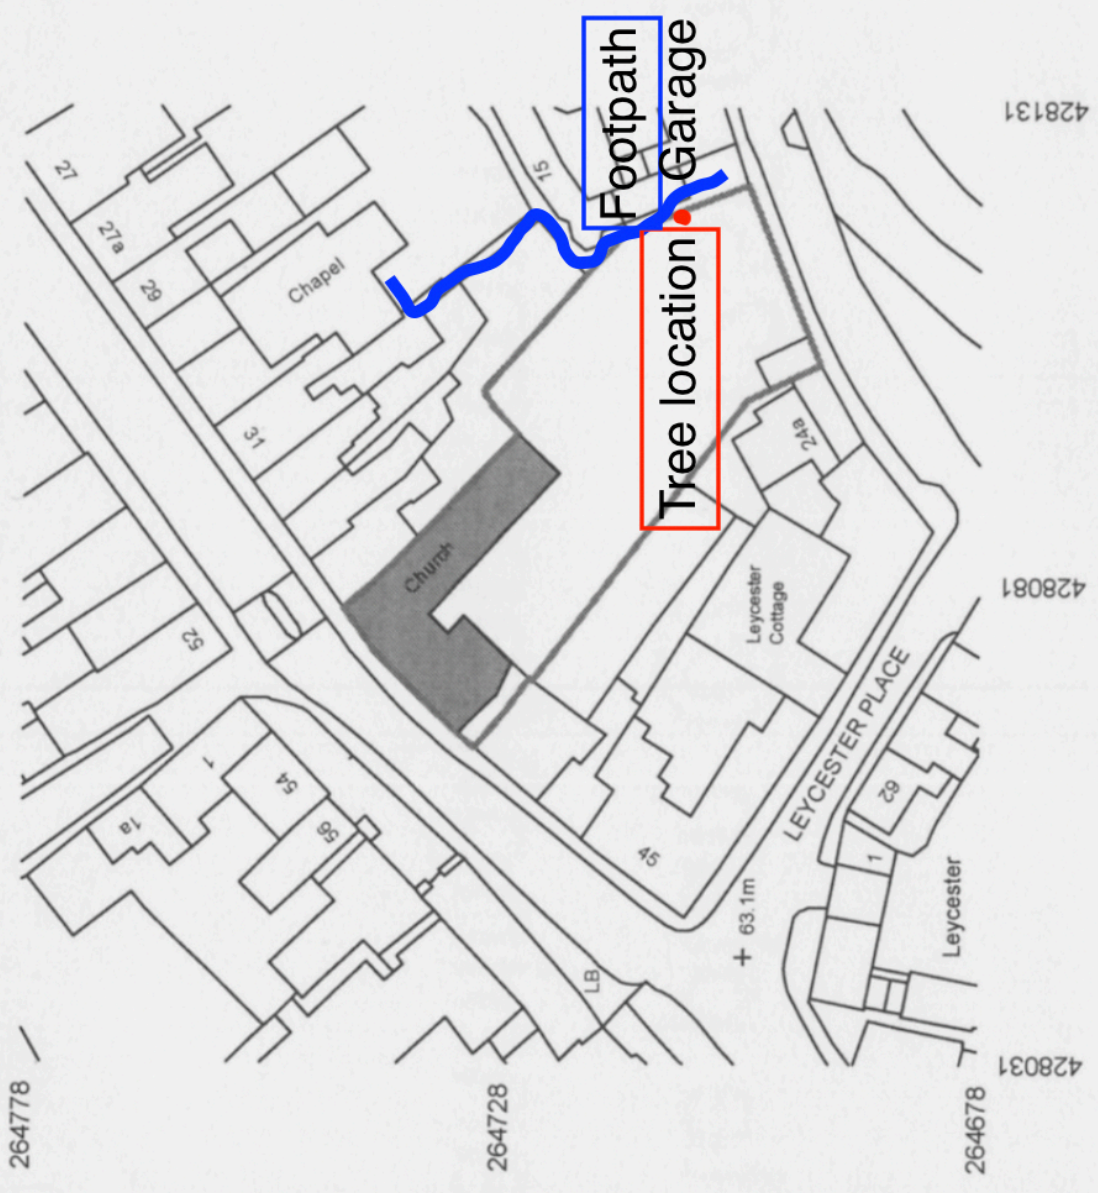 27
27a
29
Chapel
15
Footpath
Garage
Tree location
31
Church
24a
Leycester
Cottage
52
LEYCESTER PLACE
54
56
1
1a
45
62
1
Leycester
+ 63.1m
LB
428131
428081
428031
264778
264728
264678